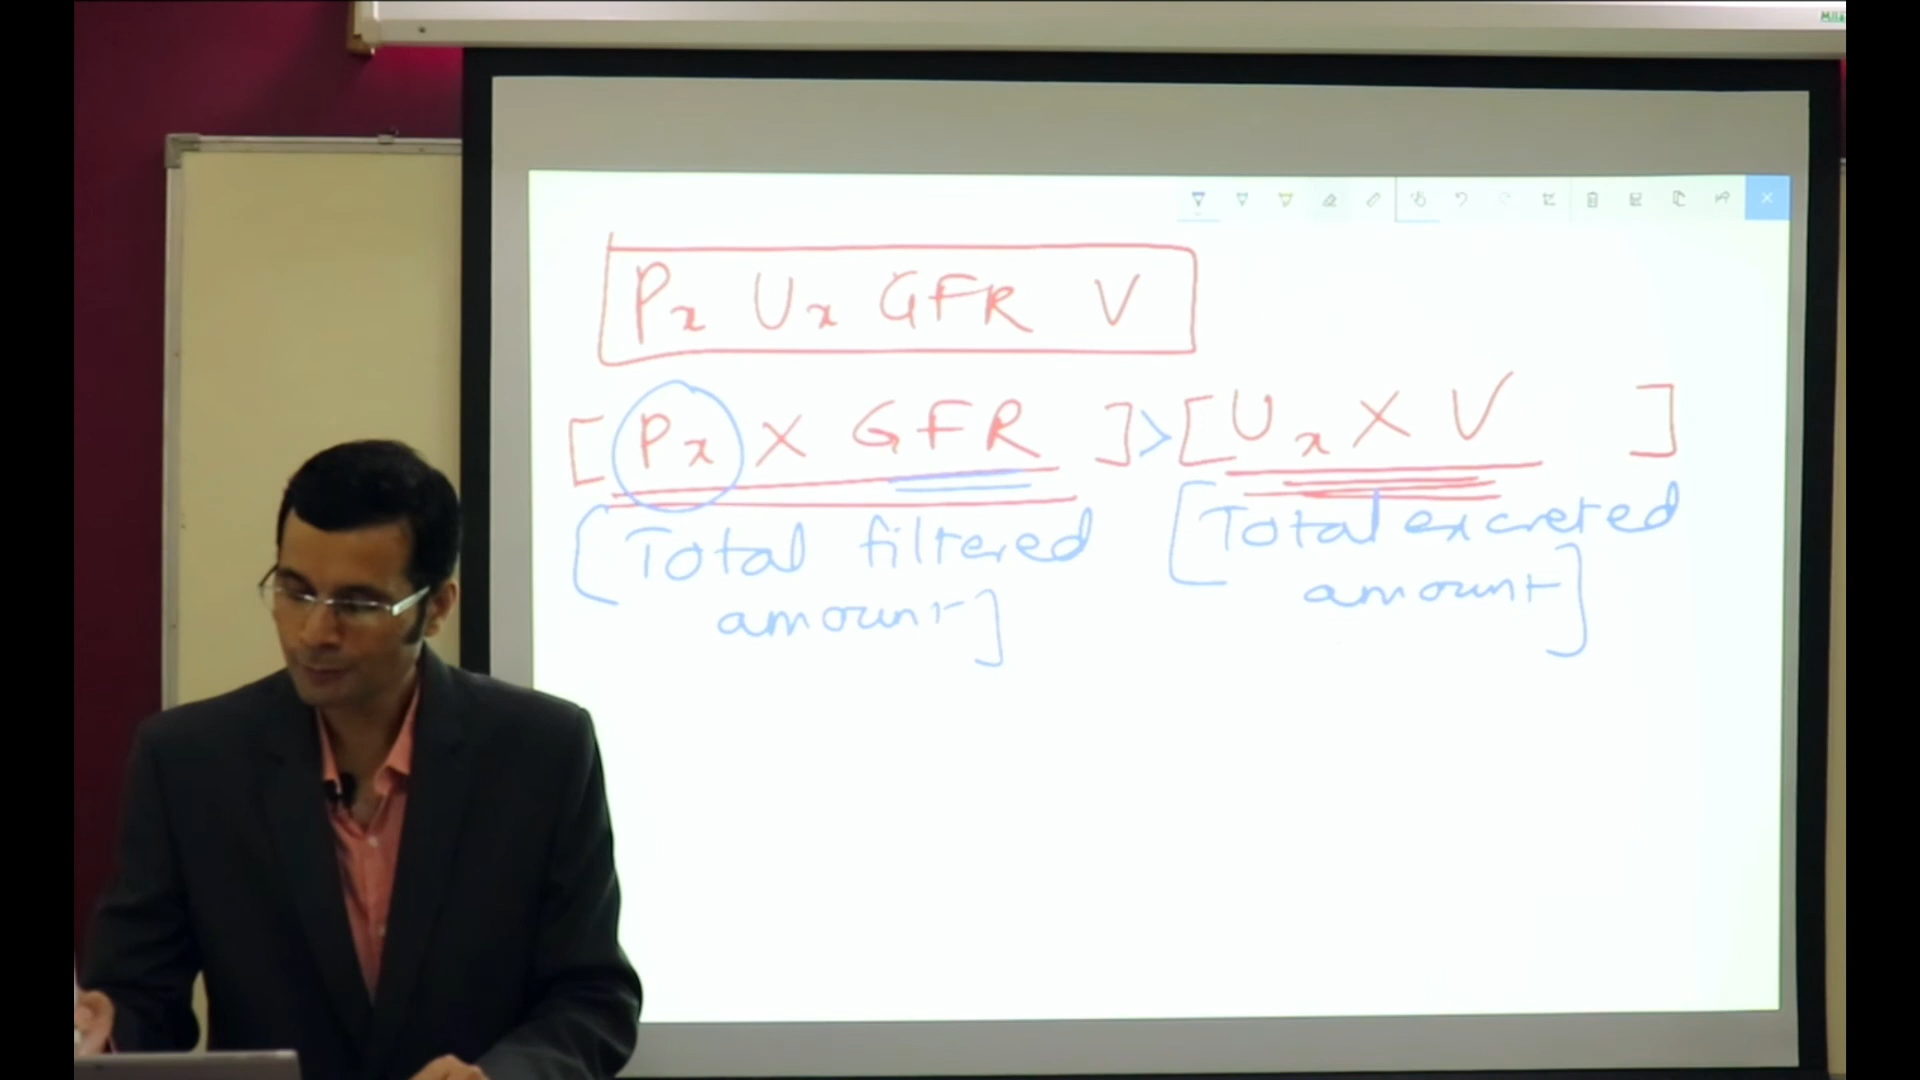 Px Ux GFR V
[Px X GFR] > [Ux X V]
[Total filtered amount]
[Total excreted amount]